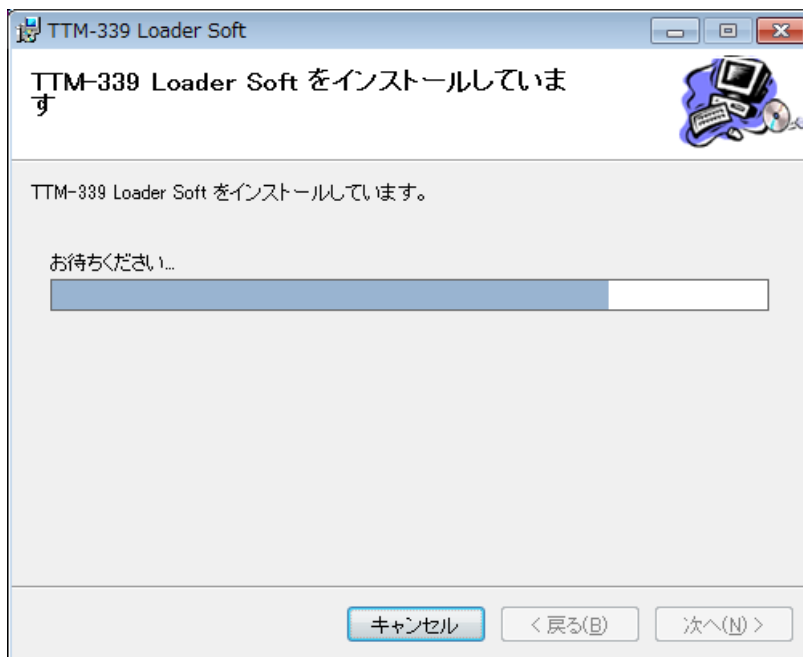 TTM-339 Loader Soft
TTM-339 Loader Soft をインストールしていま
す
TTM-339 Loader Soft をインストールしています。
お待ちください...
キャンセル
< 戻る(B)
次へ(N) >